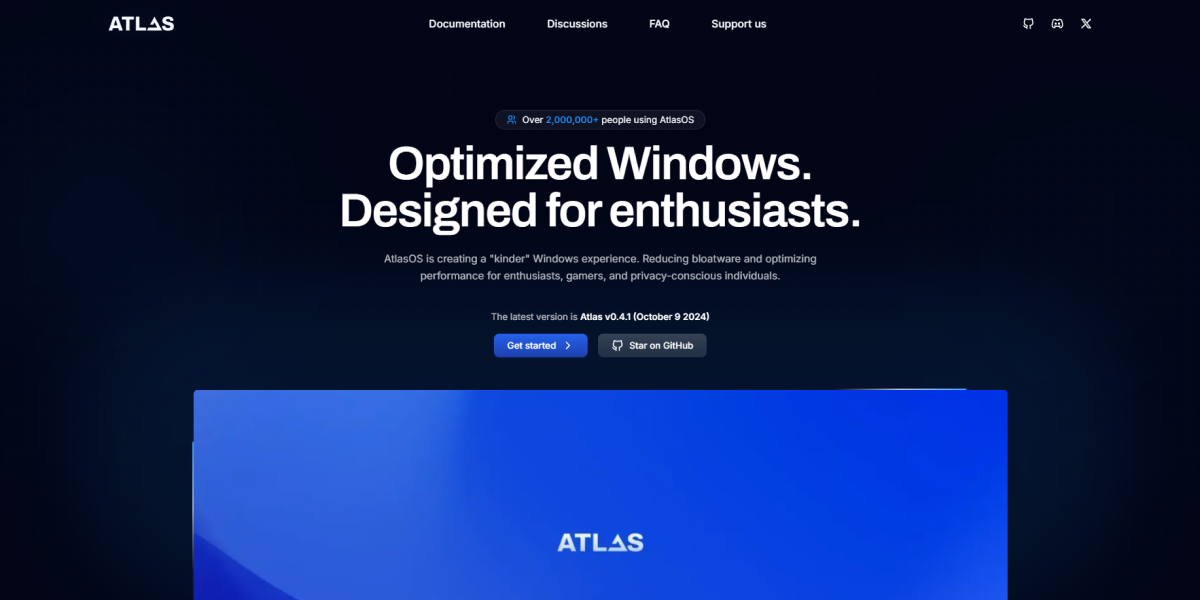 ATLAS
Documentation
Discussions
FAQ
Support us
Over 2,000,000+ people using AtlasOS
Optimized Windows.
Designed for enthusiasts.
AtlasOS is creating a "kinder" Windows experience. Reducing bloatware and optimizing
performance for enthusiasts, gamers, and privacy-conscious individuals.
The latest version is Atlas v0.4.1 (October 9 2024)
Get started
Star on GitHub
ATLAS